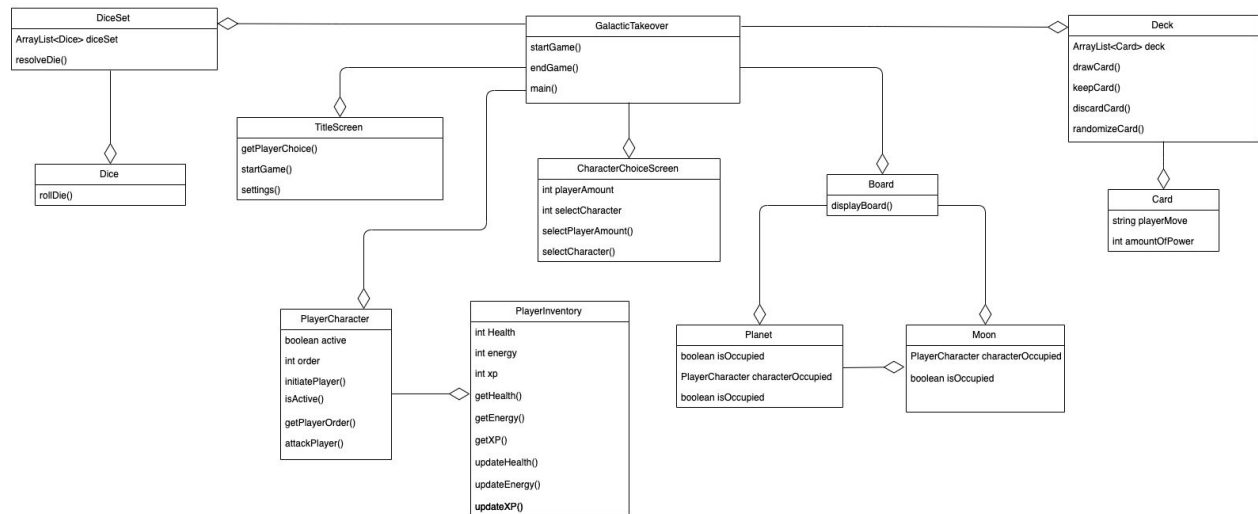 DiceSet
ArrayList<Dice> diceSet
resolveDie()
GalacticTakeover
startGame()
endGame()
main()
Deck
ArrayList<Card> deck
drawCard()
keepCard()
discardCard()
randomizeCard()
TitleScreen
getPlayerChoice()
startGame()
settings()
Dice
rollDie()
CharacterChoiceScreen
int playerAmount
int selectCharacter
selectPlayerAmount()
selectCharacter()
Board
displayBoard()
Card
string playerMove
int amountOfPower
PlayerCharacter
boolean active
int order
initiatePlayer()
isActive()
getPlayerOrder()
attackPlayer()
PlayerInventory
int Health
int energy
int xp
getHealth()
getEnergy()
getXP()
updateHealth()
updateEnergy()
updateXP()
Planet
boolean isOccupied
PlayerCharacter characterOccupied
boolean isOccupied
Moon
PlayerCharacter characterOccupied
boolean isOccupied